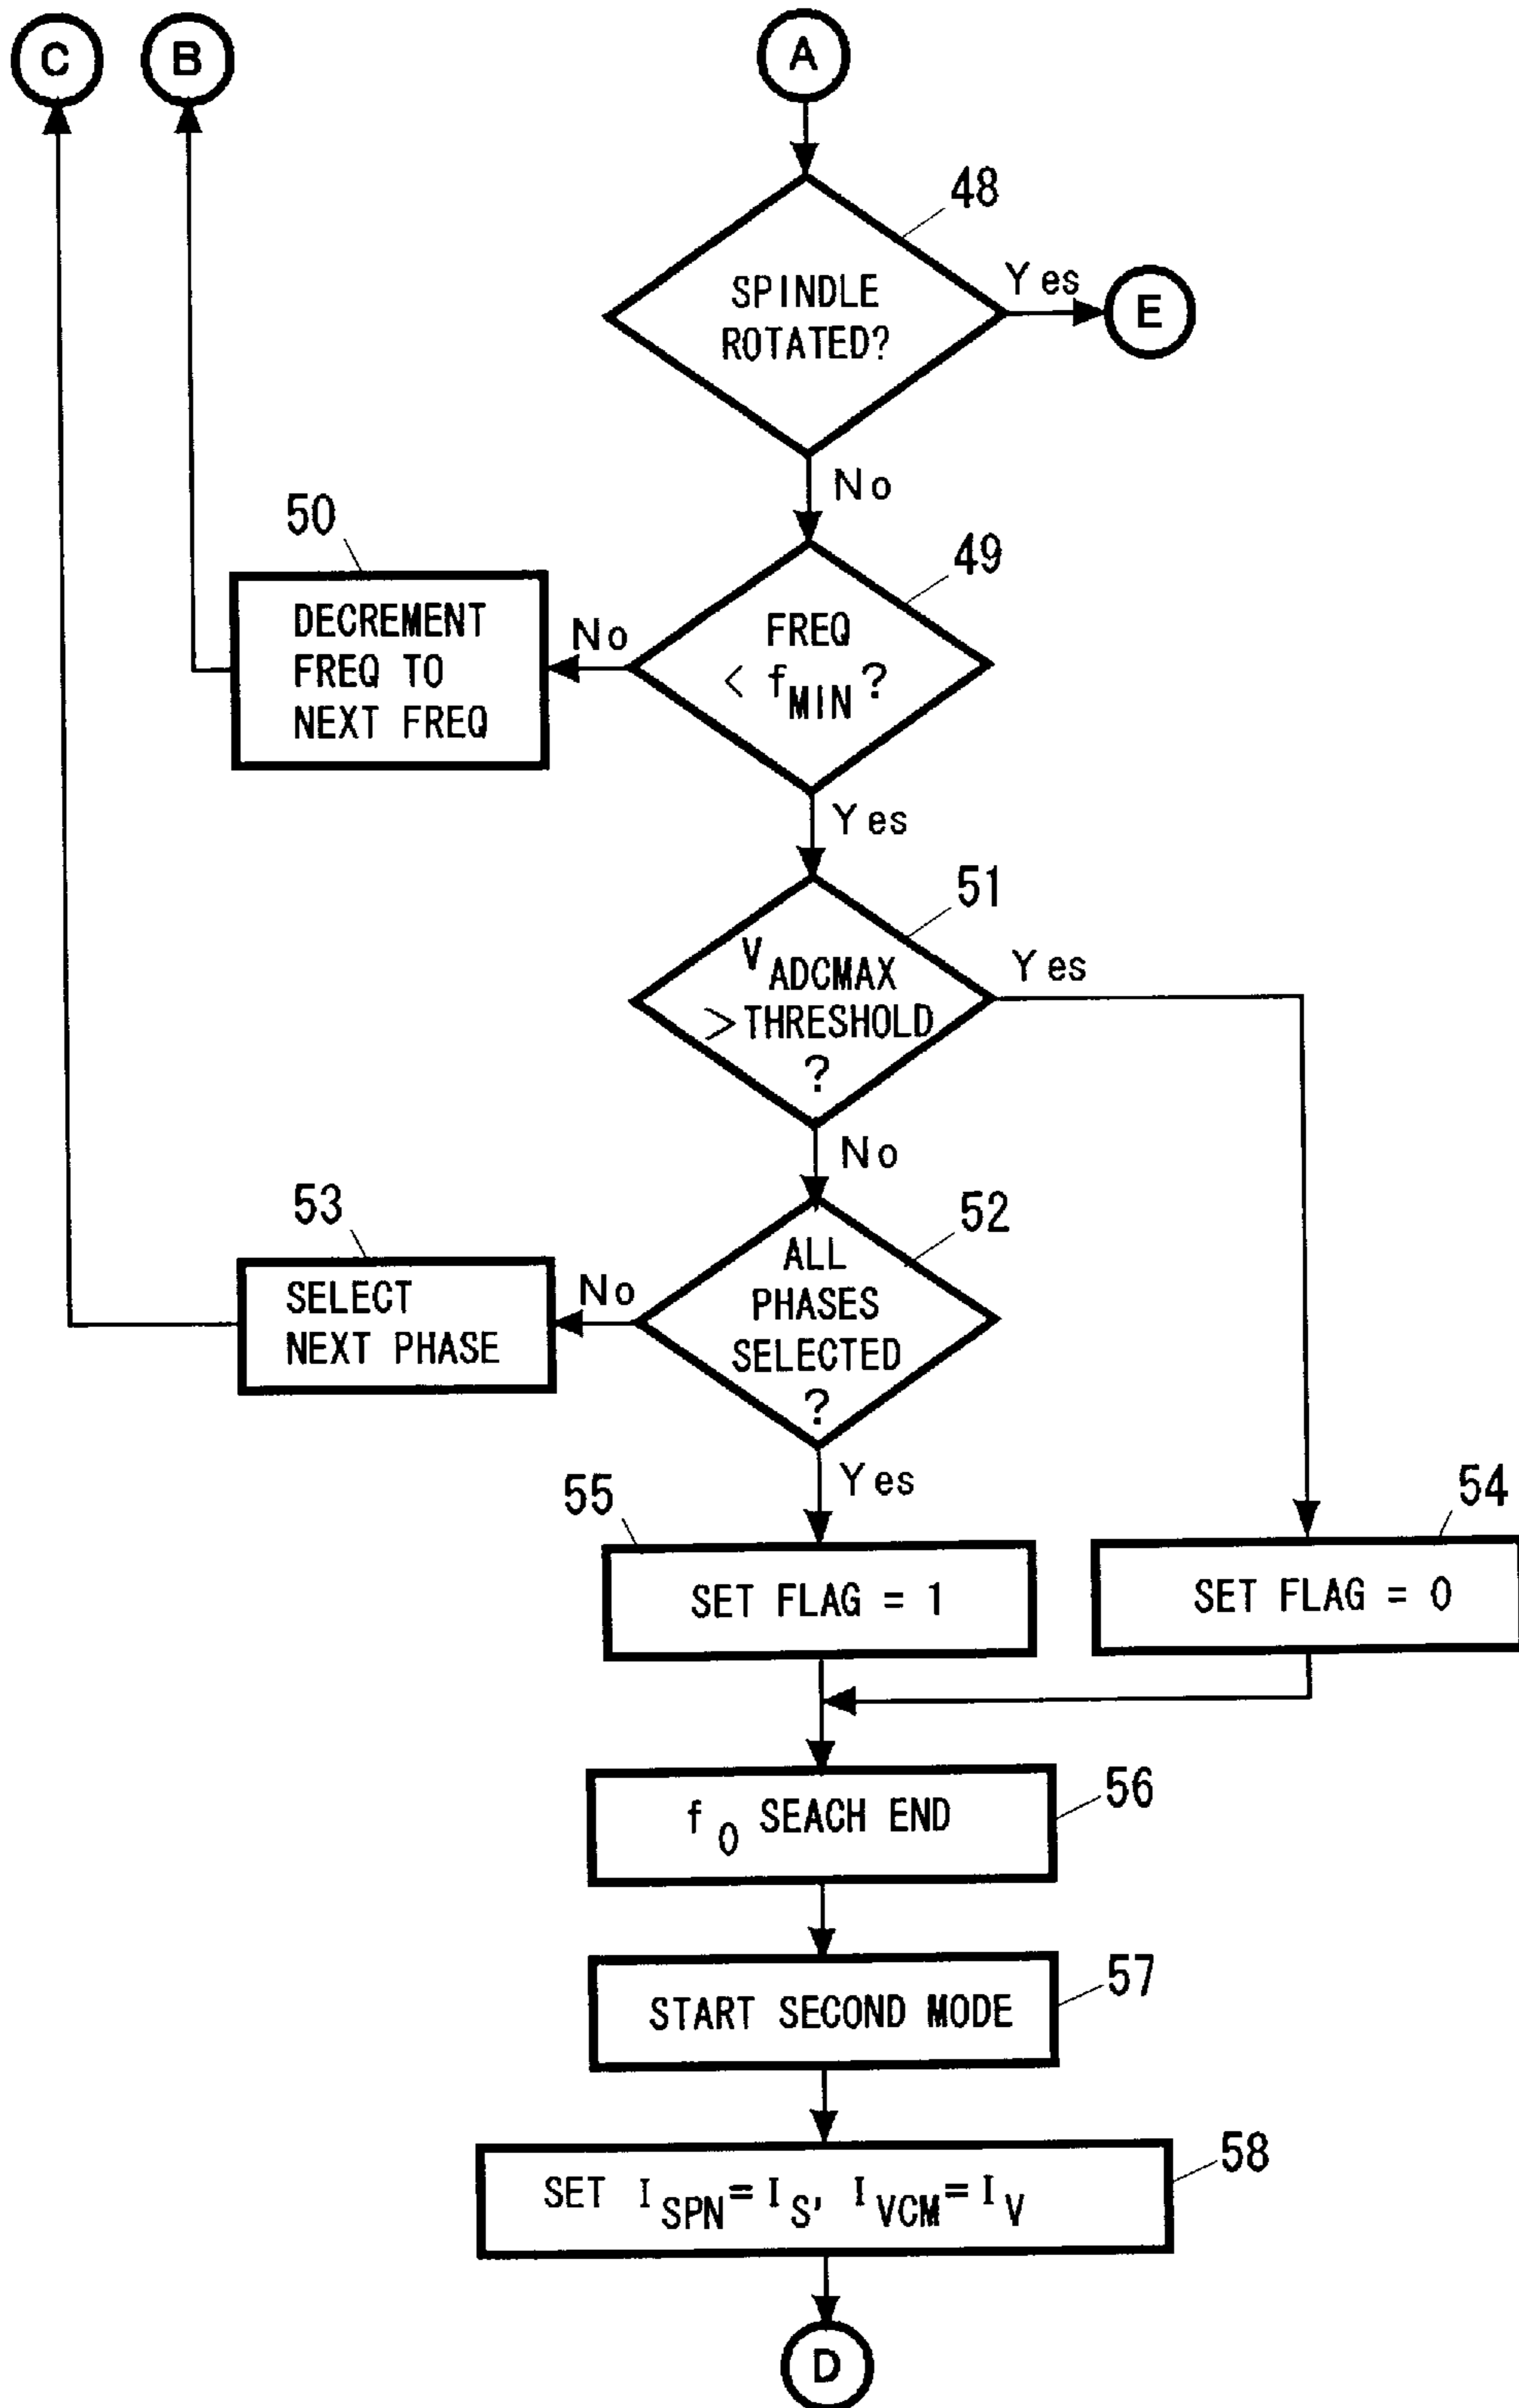 C
B
A
48
SPINDLE
ROTATED?
Yes
E
No
50
49
DECREMENT
FREQ TO
NEXT FREQ
No
FREQ
< fMIN ?
Yes
51
VADCMAX
>THRESHOLD
?
Yes
No
53
52
SELECT
NEXT PHASE
No
ALL
PHASES
SELECTED
?
Yes
55
54
SET FLAG = 1
SET FLAG = 0
56
f0 SEACH END
57
START SECOND MODE
58
SET ISPN=IS, IVCM=IV
D